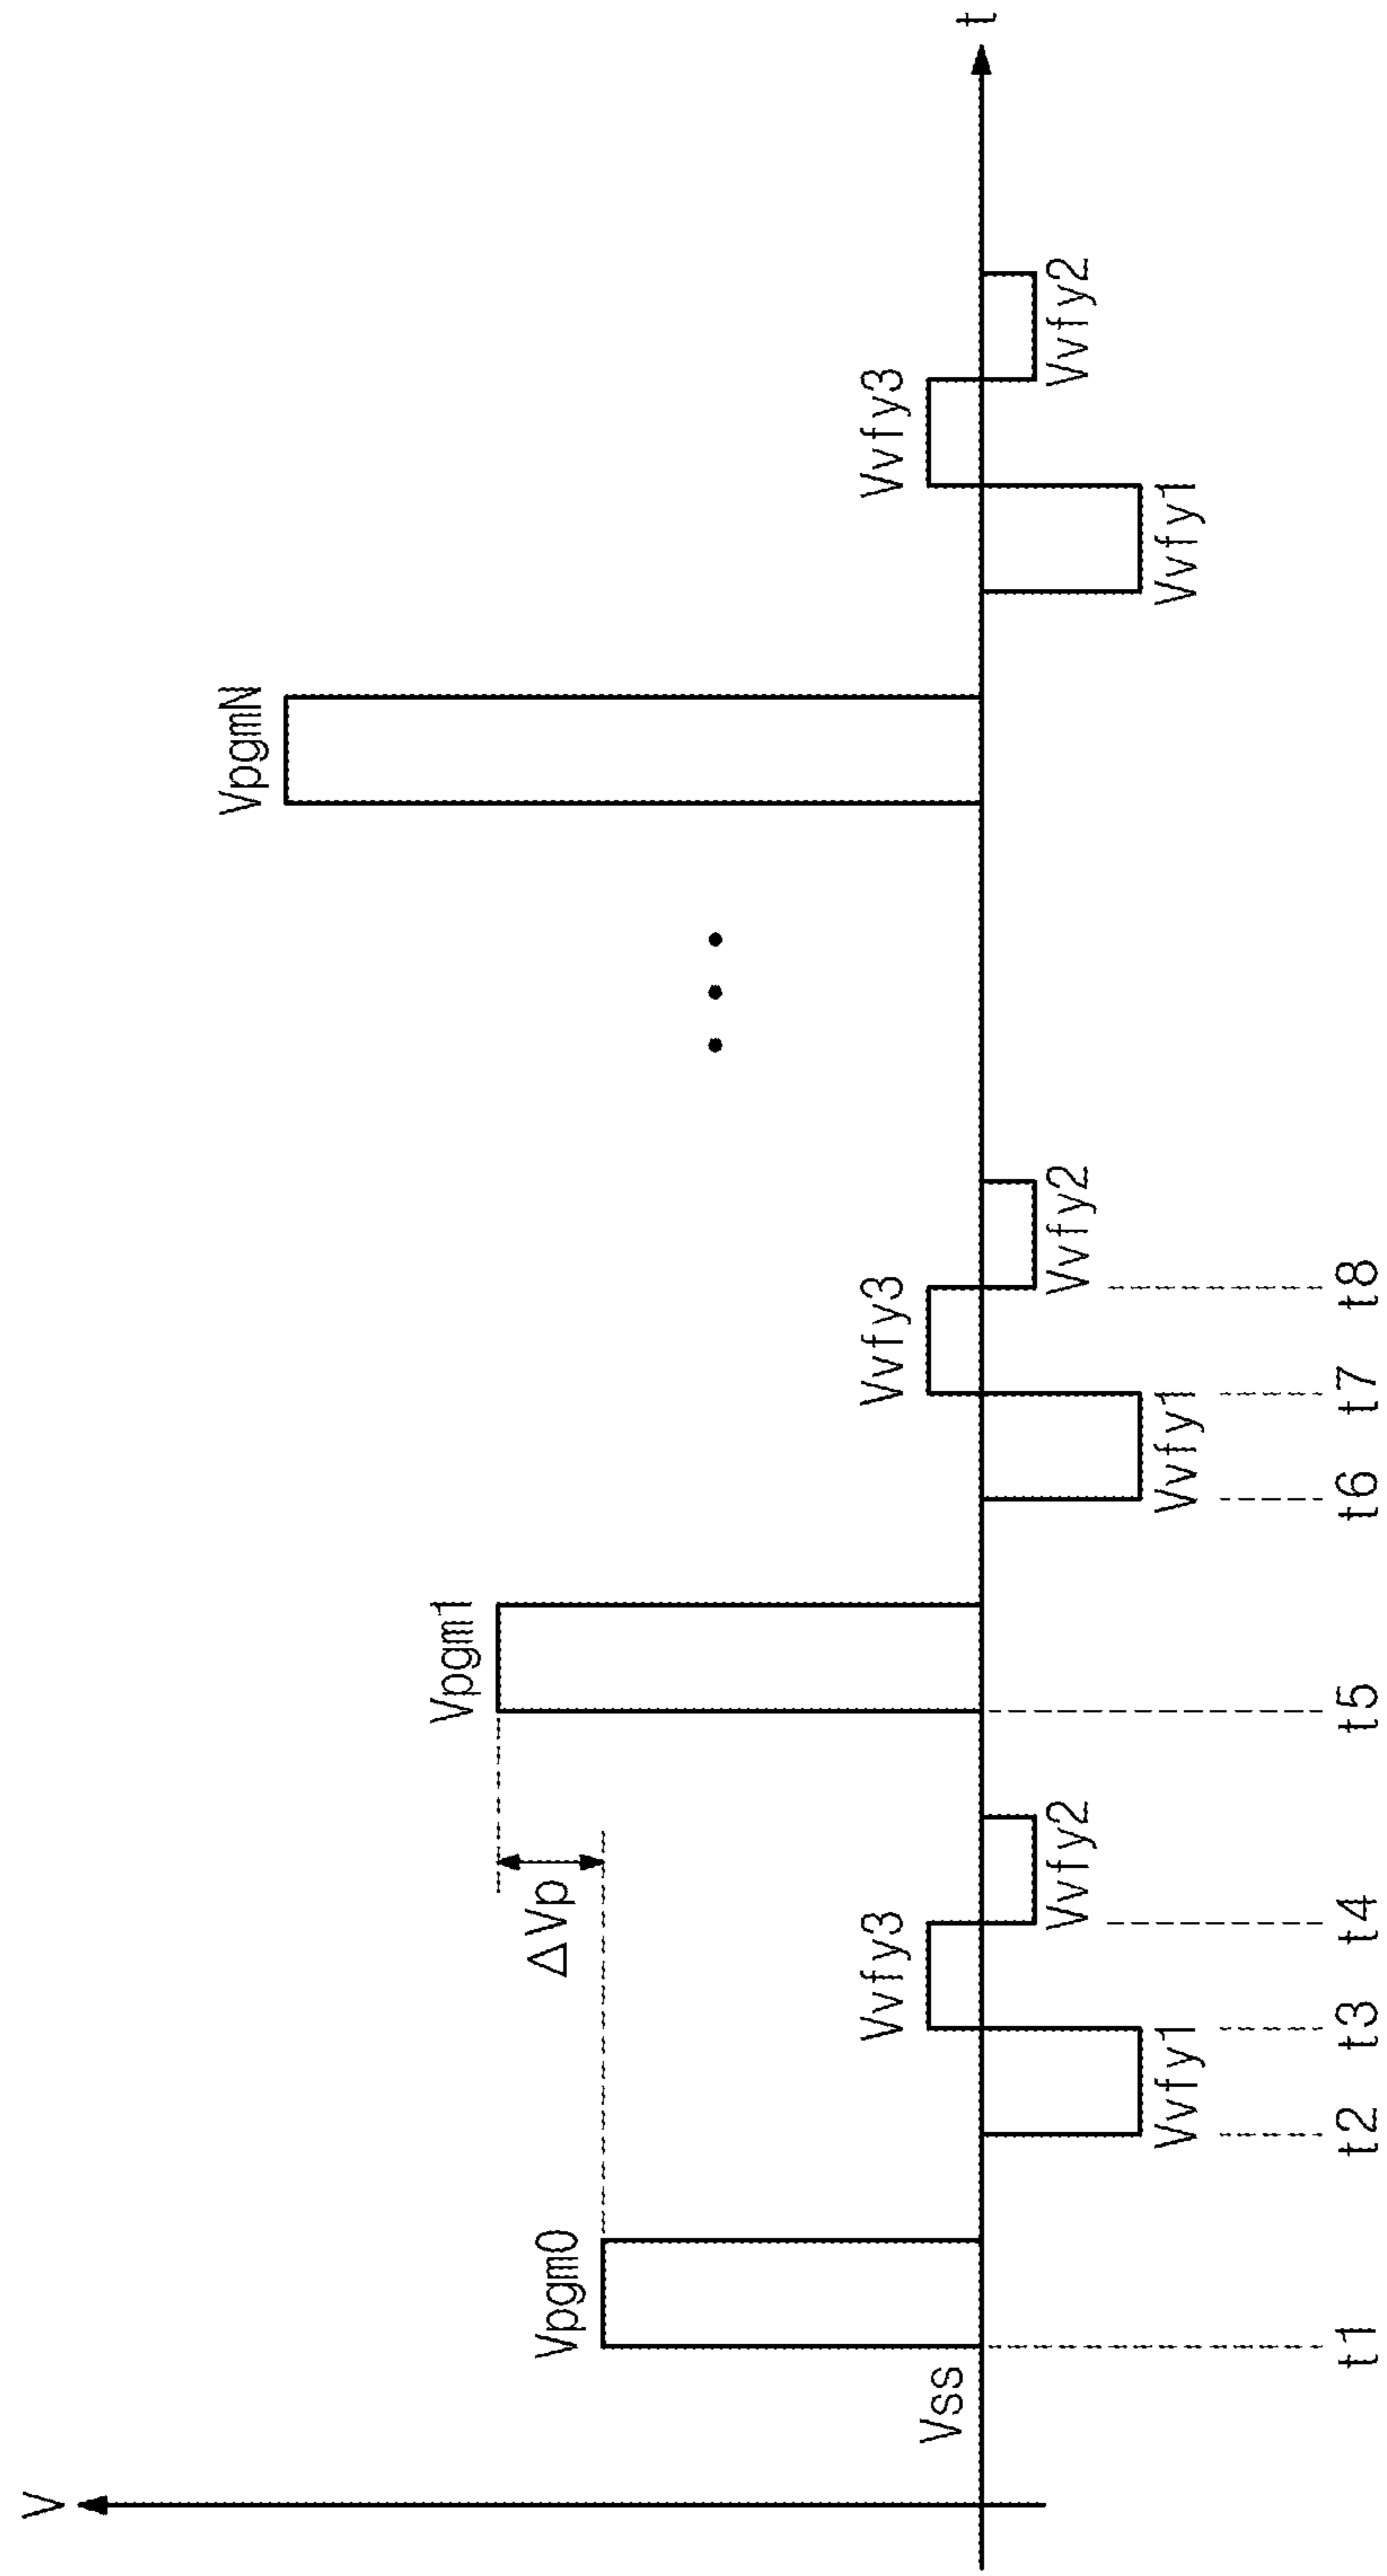 V
VpgmN
Vpgm1
ΔVp
Vpgm0
Vvfy3
Vvfy3
Vvfy3
Vss
t
Vvfy2
Vvfy2
Vvfy2
Vvfy1
Vvfy1
Vvfy1
t1
t2
t3
t4
t5
t6
t7
t8